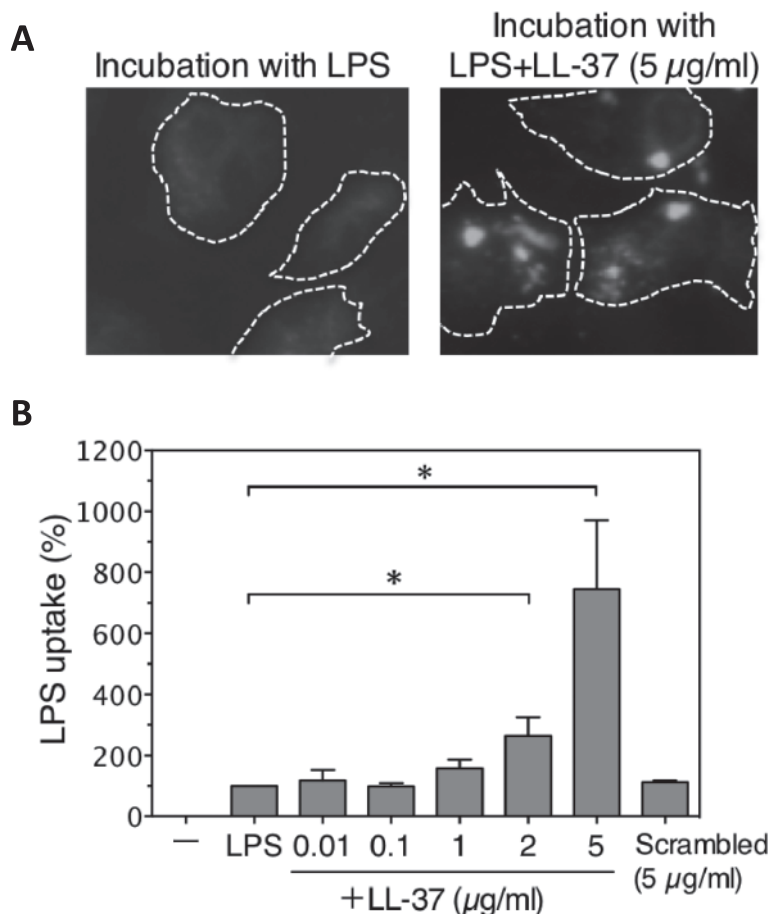 A
Incubation with LPS
Incubation with
LPS+LL-37 (5 µg/ml)
B
LPS uptake (%)
1200
1000
800
600
400
200
0
*
*
— LPS 0.01 0.1 1 2 5 Scrambled
(5 µg/ml)
+LL-37 (µg/ml)